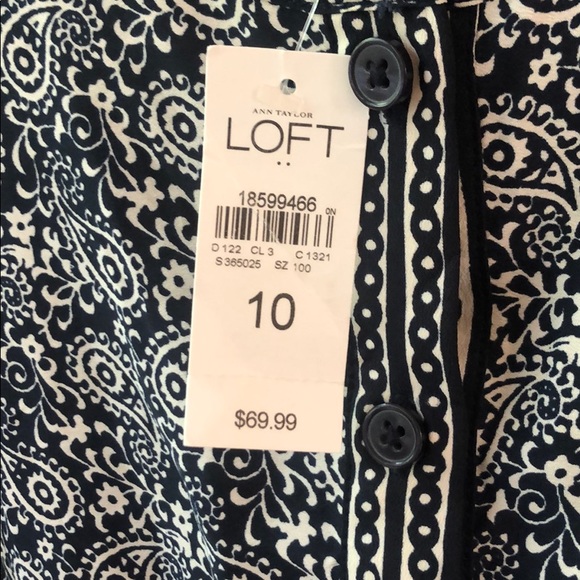 ANN TAYLOR
LOFT
18599466
0N
D 122 CL 3 C 1321
S 365025 SZ 100
10
$69.99